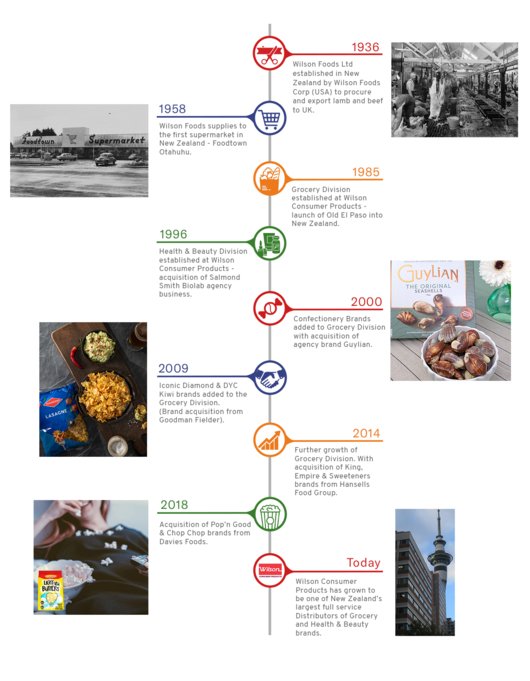 1936
Wilson Foods Ltd
established in New
Zealand by Wilson Foods
Corp (USA) to procure
and export lamb and beef
to UK.
1958
Wilson Foods supplies to
the first supermarket in
New Zealand - Foodtown
Otahuhu.
Foodtown Supermarket
1985
Grocery Division
established at Wilson
Consumer Products -
launch of Old El Paso into
New Zealand.
1996
Health & Beauty Division
established at Wilson
Consumer Products -
acquisition of Salmond
Smith Biolab agency
business.
2000
Confectionery Brands
added to Grocery Division
with acquisition of
agency brand Guylian.
GUYLIAN
THE ORIGINAL
SEASHELLS
2009
Iconic Diamond & DYC
Kiwi brands added to the
Grocery Division.
(Brand acquisition from
Goodman Fielder).
LASAGNE
2014
Further growth of
Grocery Division. With
acquisition of King,
Empire & Sweeteners
brands from Hansells
Food Group.
2018
Acquisition of Pop'n Good
& Chop Chop brands from
Davies Foods.
Today
Wilson
Wilson Consumer
Products has grown to
be one of New Zealand's
largest full service
Distributors of Grocery
and Health & Beauty
brands.